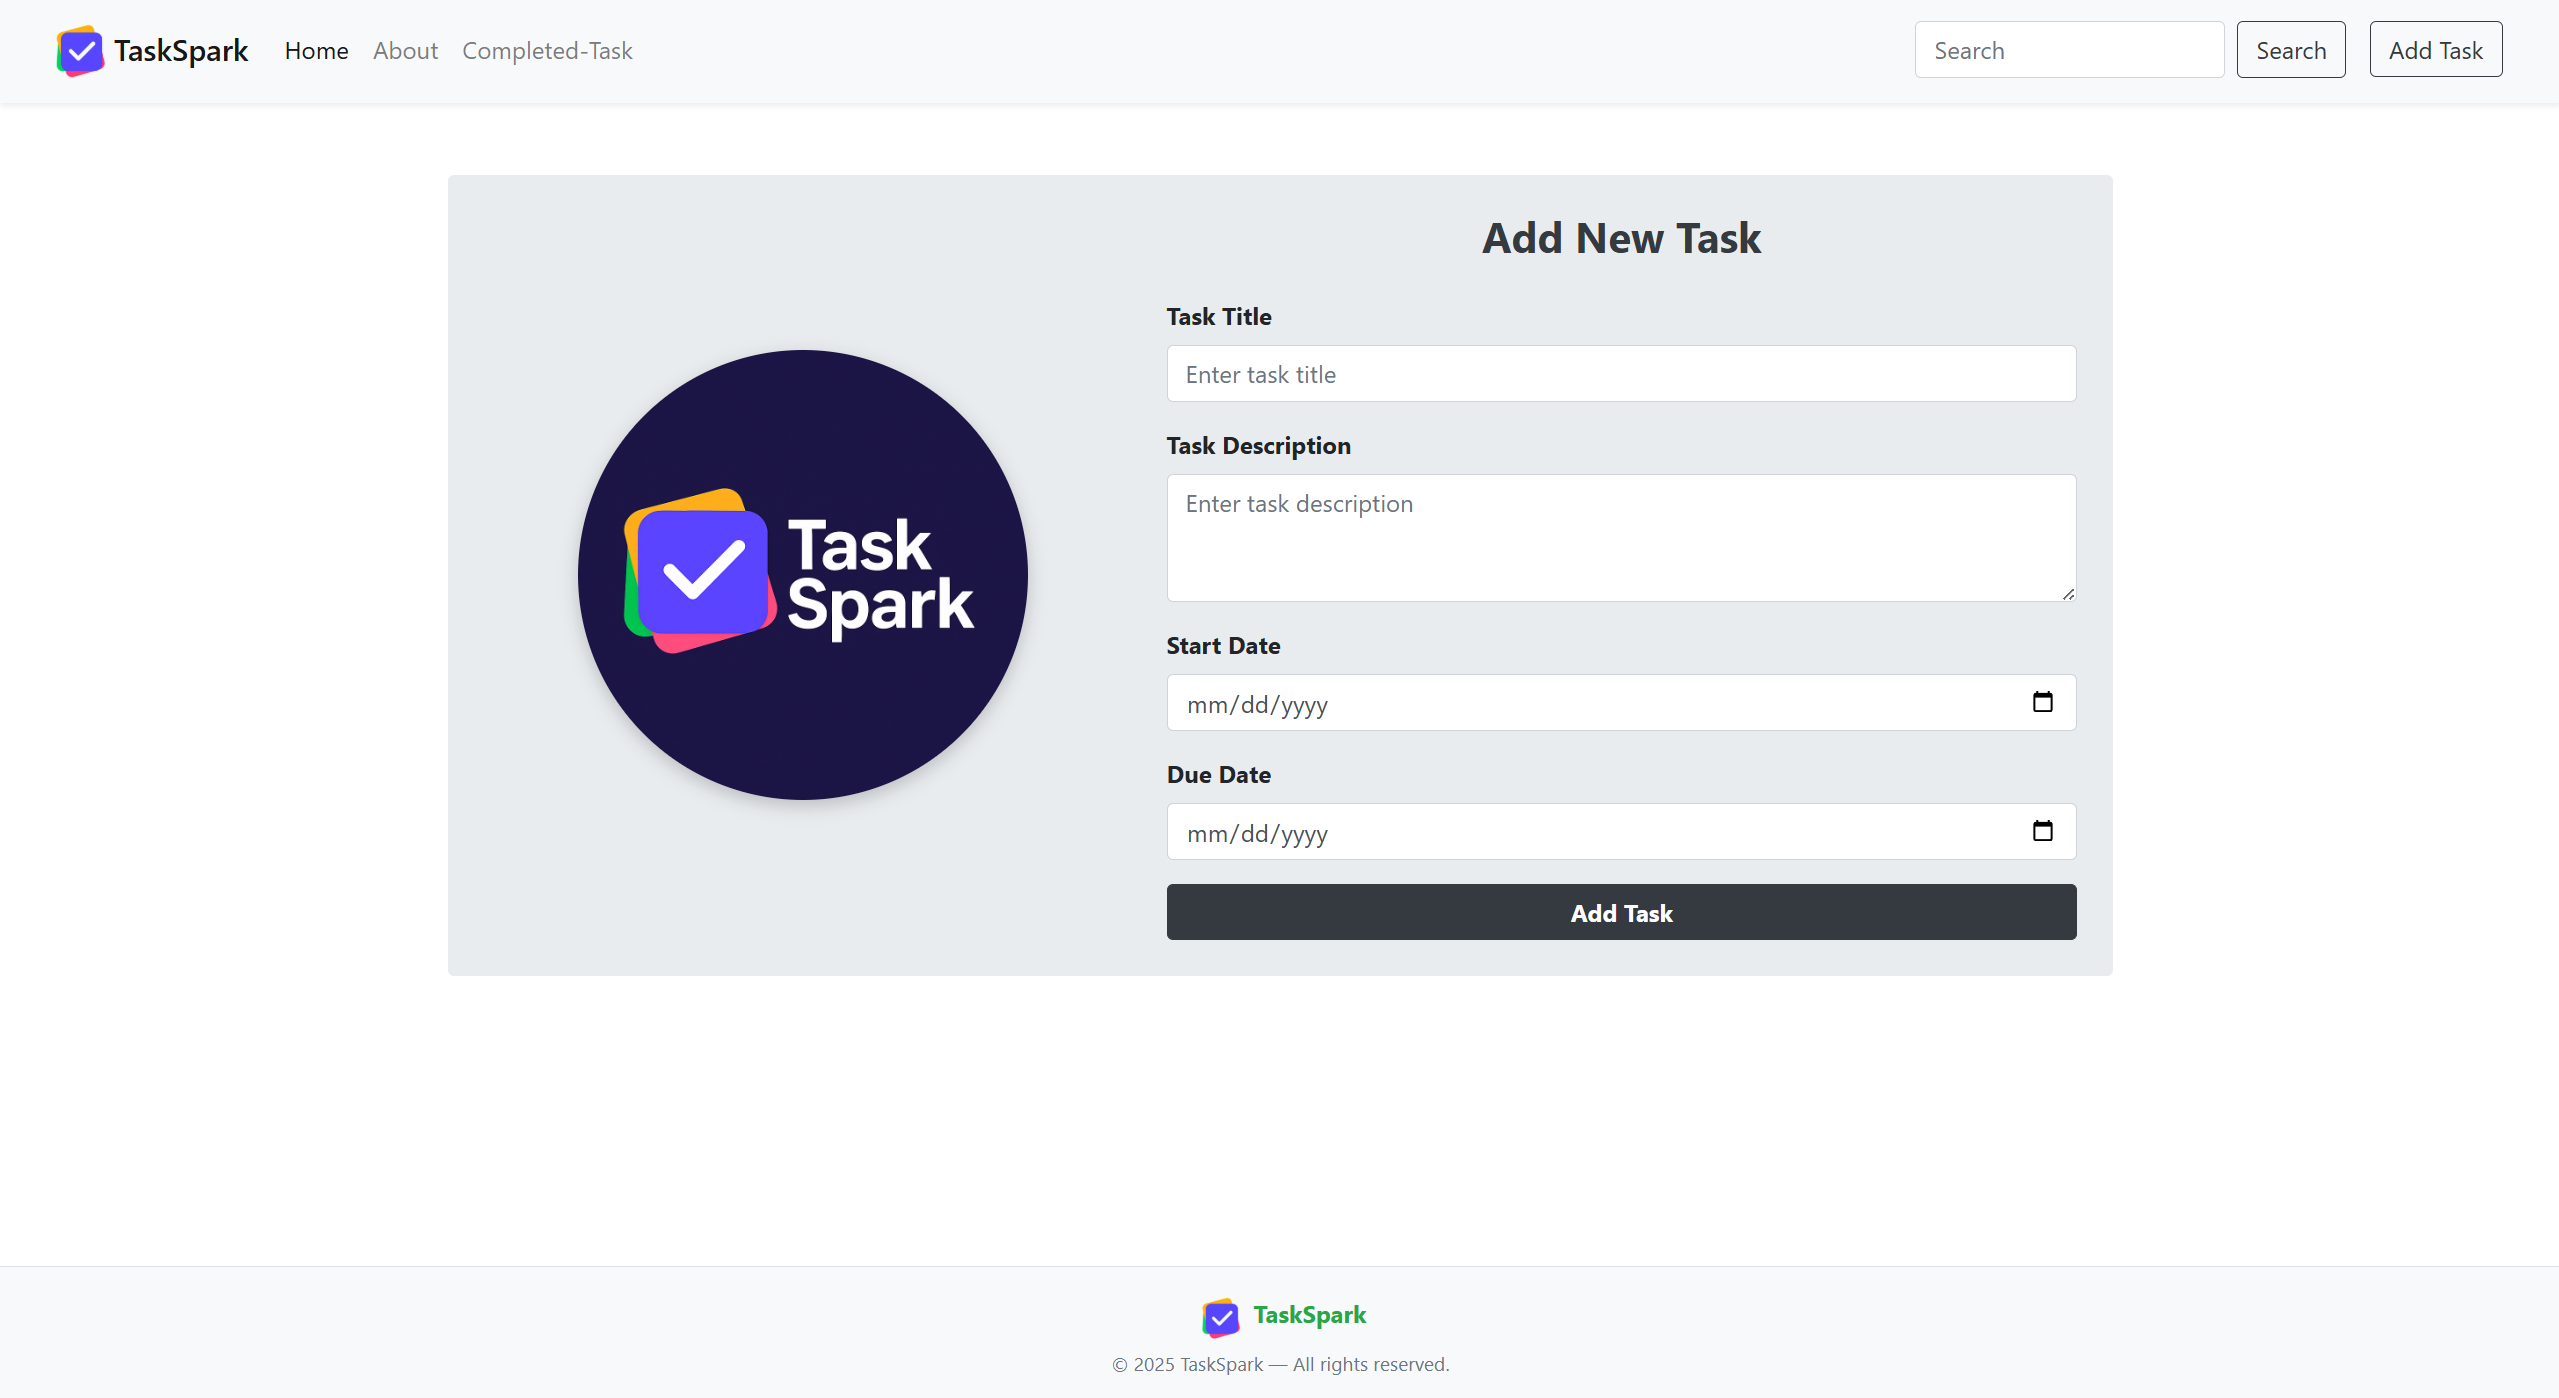 TaskSpark Home About Completed-Task Search Search Add Task
Add New Task
Task Title
Enter task title
Task Description
Enter task description
Task
Spark
Start Date
mm/dd/yyyy
Due Date
mm/dd/yyyy
Add Task
TaskSpark
© 2025 TaskSpark — All rights reserved.